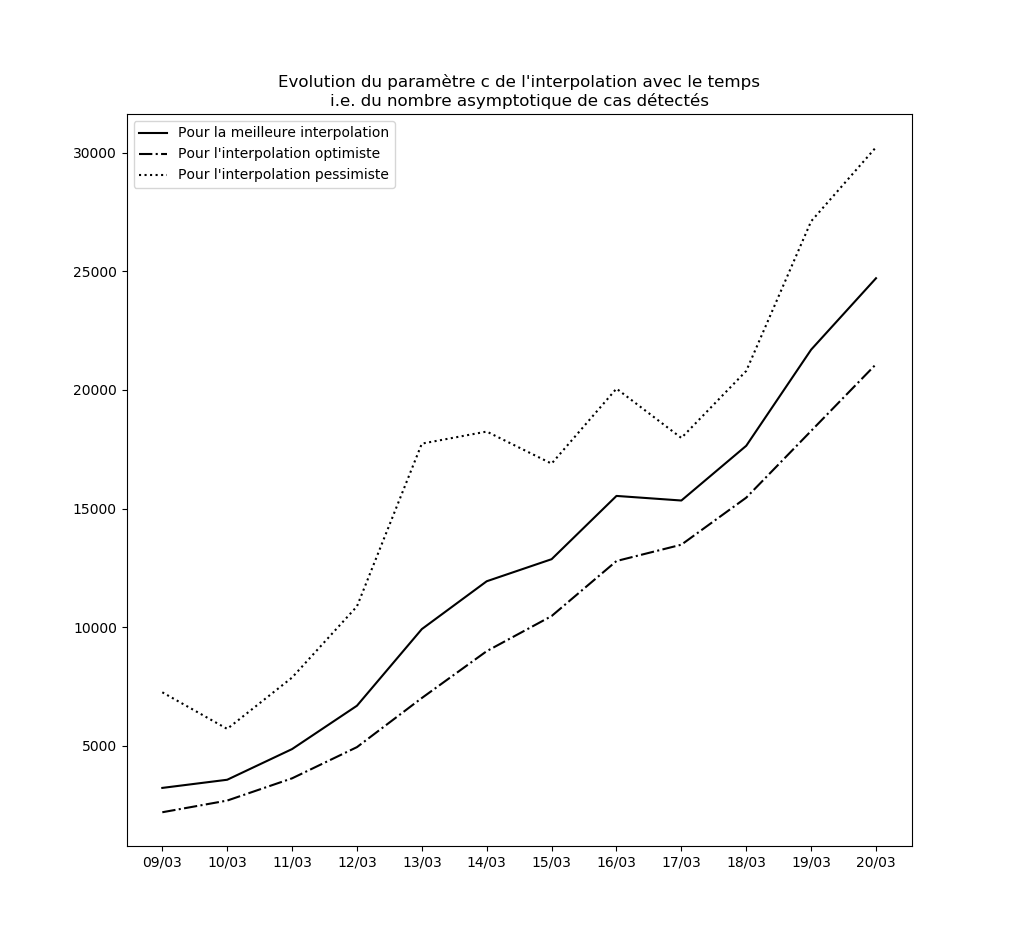 Evolution du paramètre c de l'interpolation avec le temps
i.e. du nombre asymptotique de cas détectés
Pour la meilleure interpolation
Pour l'interpolation optimiste
Pour l'interpolation pessimiste
30000
25000
20000
15000
10000
5000
09/03 10/03 11/03 12/03 13/03 14/03 15/03 16/03 17/03 18/03 19/03 20/03